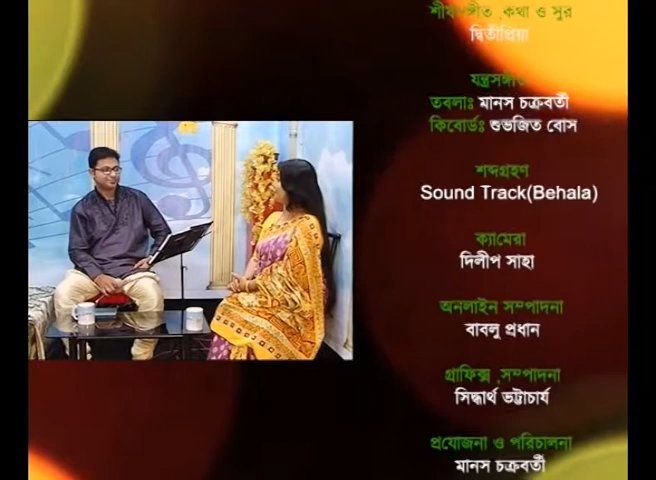 শীর্ষসঙ্গীত ,কথা ও সুর
দ্বিতীপ্রিয়া
যন্ত্রসঙ্গীত
তবলাঃ মানস চক্রবর্তী
কিবোর্ডঃ শুভজিত বোস
শব্দগ্রহণ
Sound Track(Behala)
ক্যামেরা
দিলীপ সাহা
অনলাইন সম্পাদনা
বাবলু প্রধান
গ্রাফিক্স ,সম্পাদনা
সিদ্ধার্থ ভট্টাচার্য
প্রযোজনা ও পরিচালনা
মানস চক্রবর্তী